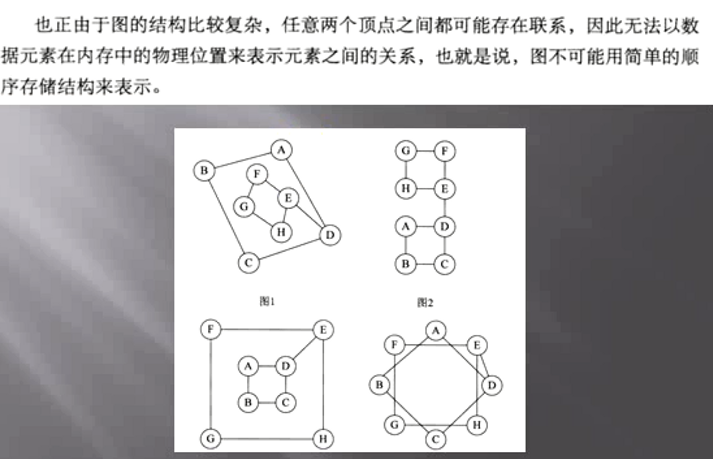 也正由于图的结构比较复杂，任意两个顶点之间都可能存在联系，因此无法以数
据元素在内存中的物理位置来表示元素之间的关系，也就是说，图不可能用简单的顺
序存储结构来表示。
A
B
F
E
G
H
D
C
图1
G F
H E
A D
B C
图2
F E
A D
B C
G H
A
F E
B D
G H
C